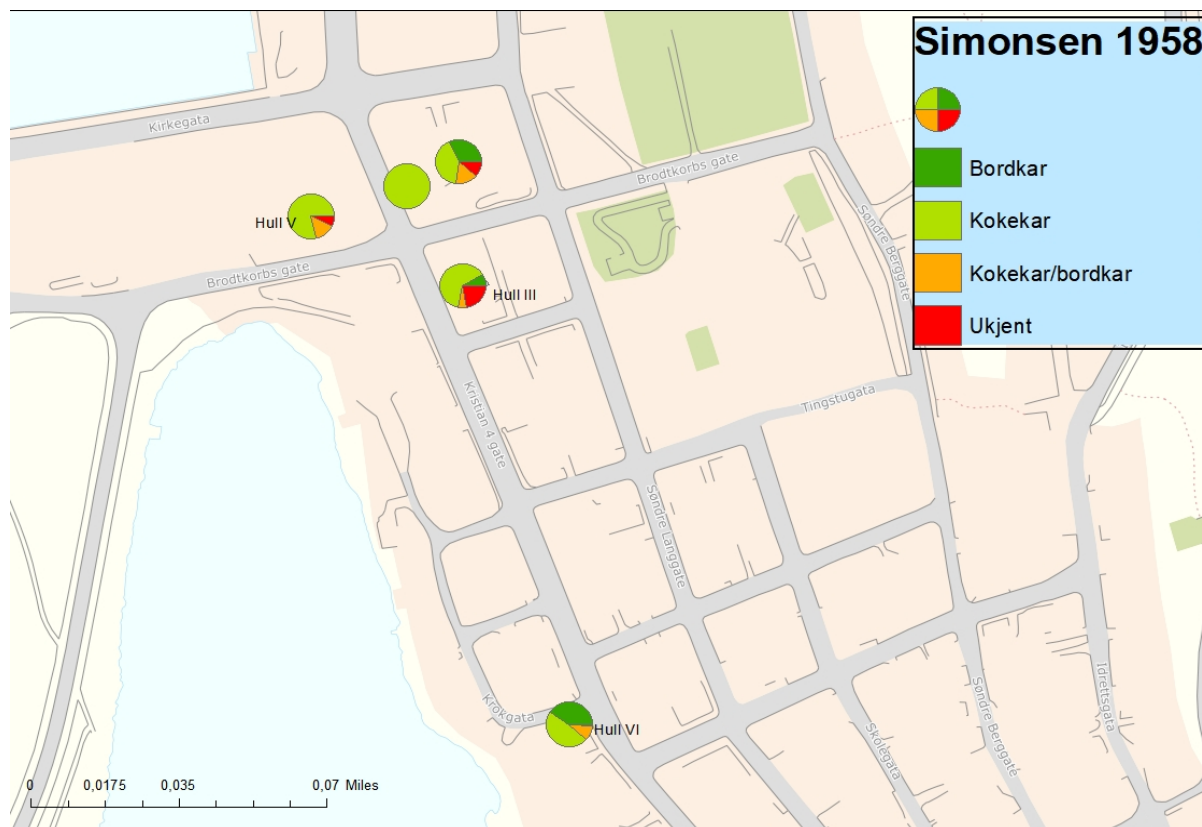 Simonsen 1958
Bordkar
Kokekar
Kokekar/bordkar
Ukjent
Kirkegata
Brodtkorbs gate
Søndre Berggate
Hull V
Brodtkorbs gate
Hull III
Kristian 4 gate
Tingstugata
Søndre Langgate
Krokgata
Hull VI
Skolegata
Søndre Berggate
Idrettsgata
0 0,0175 0,035 0,07 Miles